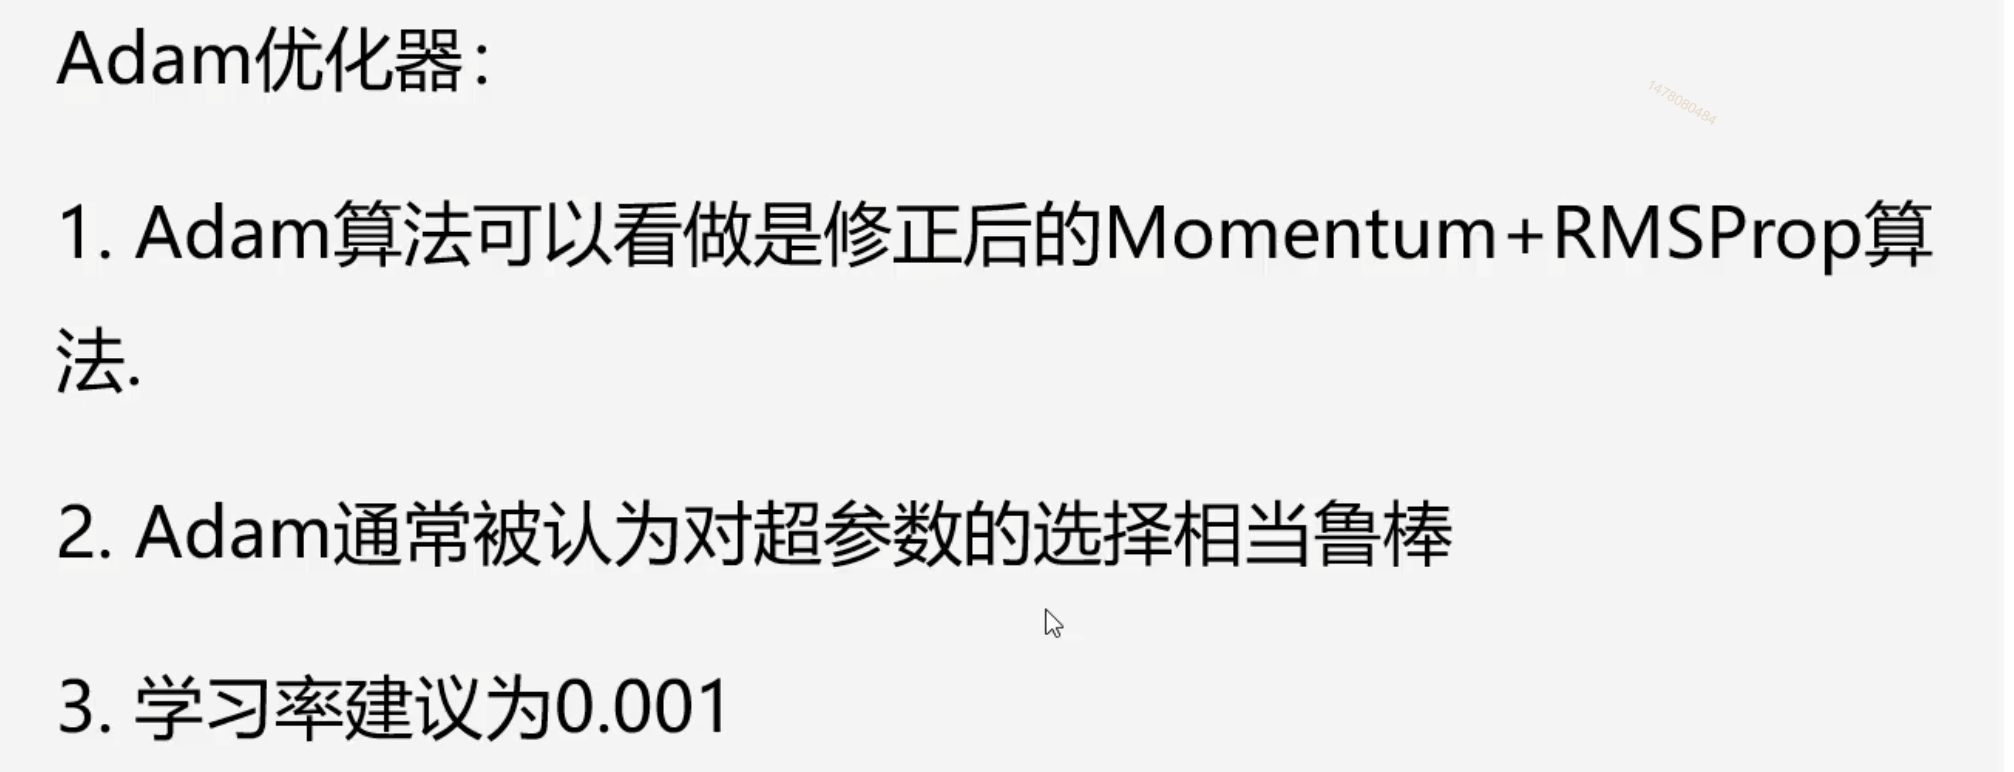 Adam优化器：
1478080484
1. Adam算法可以看做是修正后的Momentum+RMSProp算
法.
2. Adam通常被认为对超参数的选择相当鲁棒
3. 学习率建议为0.001